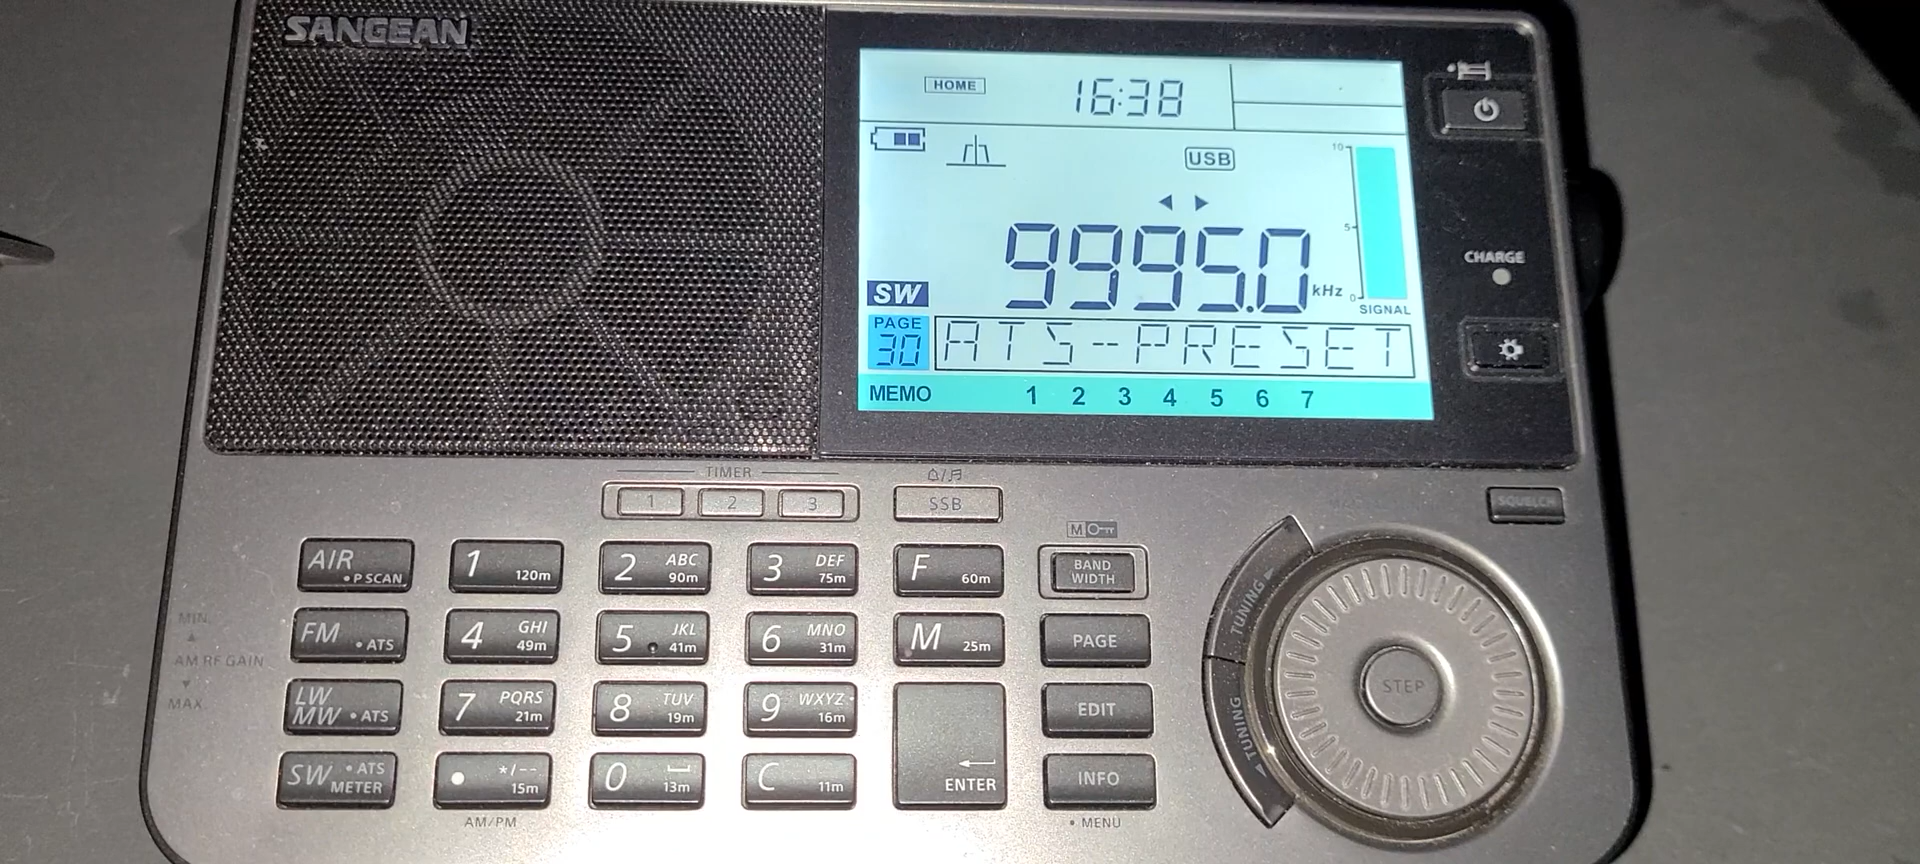 SANGEAN
HOME
16:38
USB
10
5
0
SIGNAL
9995.0 kHz
SW
PAGE
30
ATS-PRESET
MEMO 1 2 3 4 5 6 7
CHARGE
TIMER
1 2 3
SSB
SQUELCH
M
AIR • P SCAN
1 120m
2 ABC 90m
3 DEF 75m
F 60m
BAND WIDTH
FM • ATS
4 GHI 49m
5 JKL 41m
6 MNO 31m
M 25m
PAGE
LW MW • ATS
7 PQRS 21m
8 TUV 19m
9 WXYZ 16m
ENTER
EDIT
SW • ATS METER
• */-- 15m
0 13m
C 11m
INFO
AM/PM
• MENU
MIN
AM RF GAIN
MAX
TUNING
TUNING
STEP